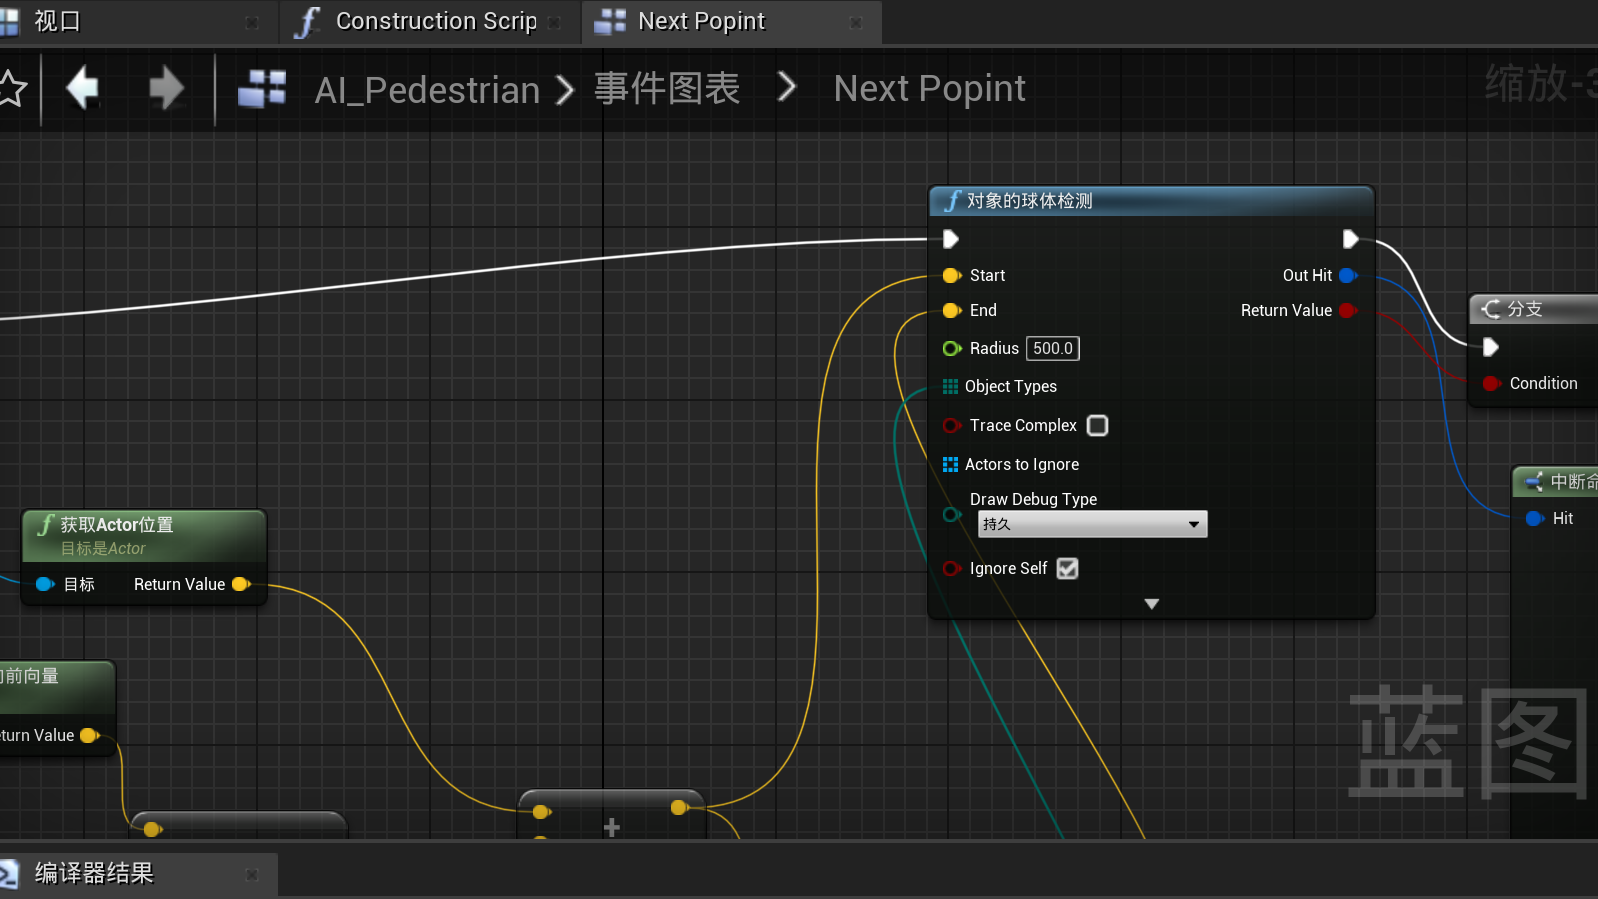 视口
Construction Scrip
Next Popint
AI_Pedestrian
事件图表
Next Popint
缩放-3
对象的球体检测
Start
Out Hit
End
Return Value
Radius
500.0
Object Types
Trace Complex
Actors to Ignore
Draw Debug Type
持久
Ignore Self
分支
Condition
中断命
Hit
获取Actor位置
目标是Actor
目标
Return Value
前向量
turn Value
+
蓝图
编译器结果